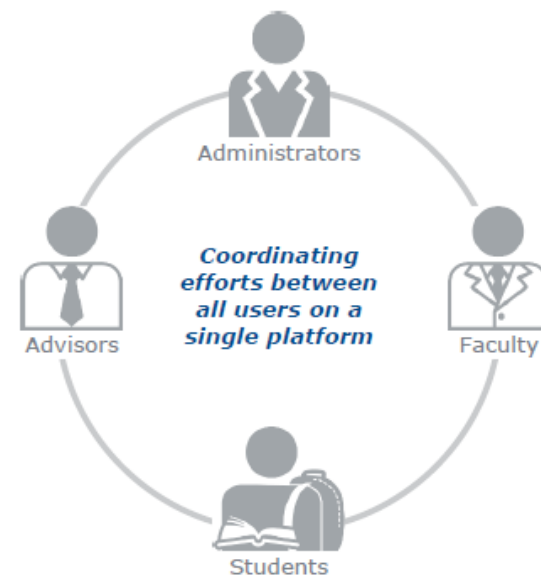 Administrators
Coordinating
efforts between
all users on a
single platform
Advisors
Faculty
Students